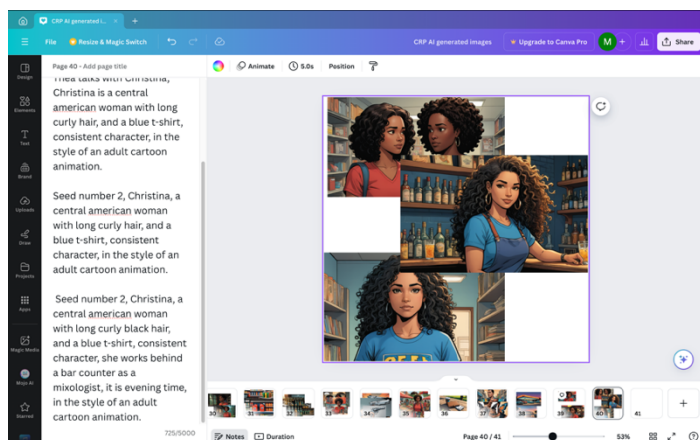 CRP AI generated i...
File
Resize & Magic Switch
CRP AI generated images
Upgrade to Canva Pro
M
Share
Page 40 - Add page title
Animate
5.0s
Position
Design
Elements
Text
Brand
Uploads
Draw
Projects
Apps
Magic Media
Mojo AI
Starred
Thea talks with Christina,
Christina is a central
american woman with long
curly hair, and a blue t-shirt,
consistent character, in the
style of an adult cartoon
animation.
Seed number 2, Christina, a
central american woman
with long curly hair, and a
blue t-shirt, consistent
character, in the style of an
adult cartoon animation.
Seed number 2, Christina, a
central american woman
with long curly black hair,
and a blue t-shirt, consistent
character, she works behind
a bar counter as a
mixologist, it is evening time,
in the style of an adult
cartoon animation.
725/5000
30
31
32
33
34
35
36
37
38
39
40
41
Notes
Duration
Page 40 / 41
53%